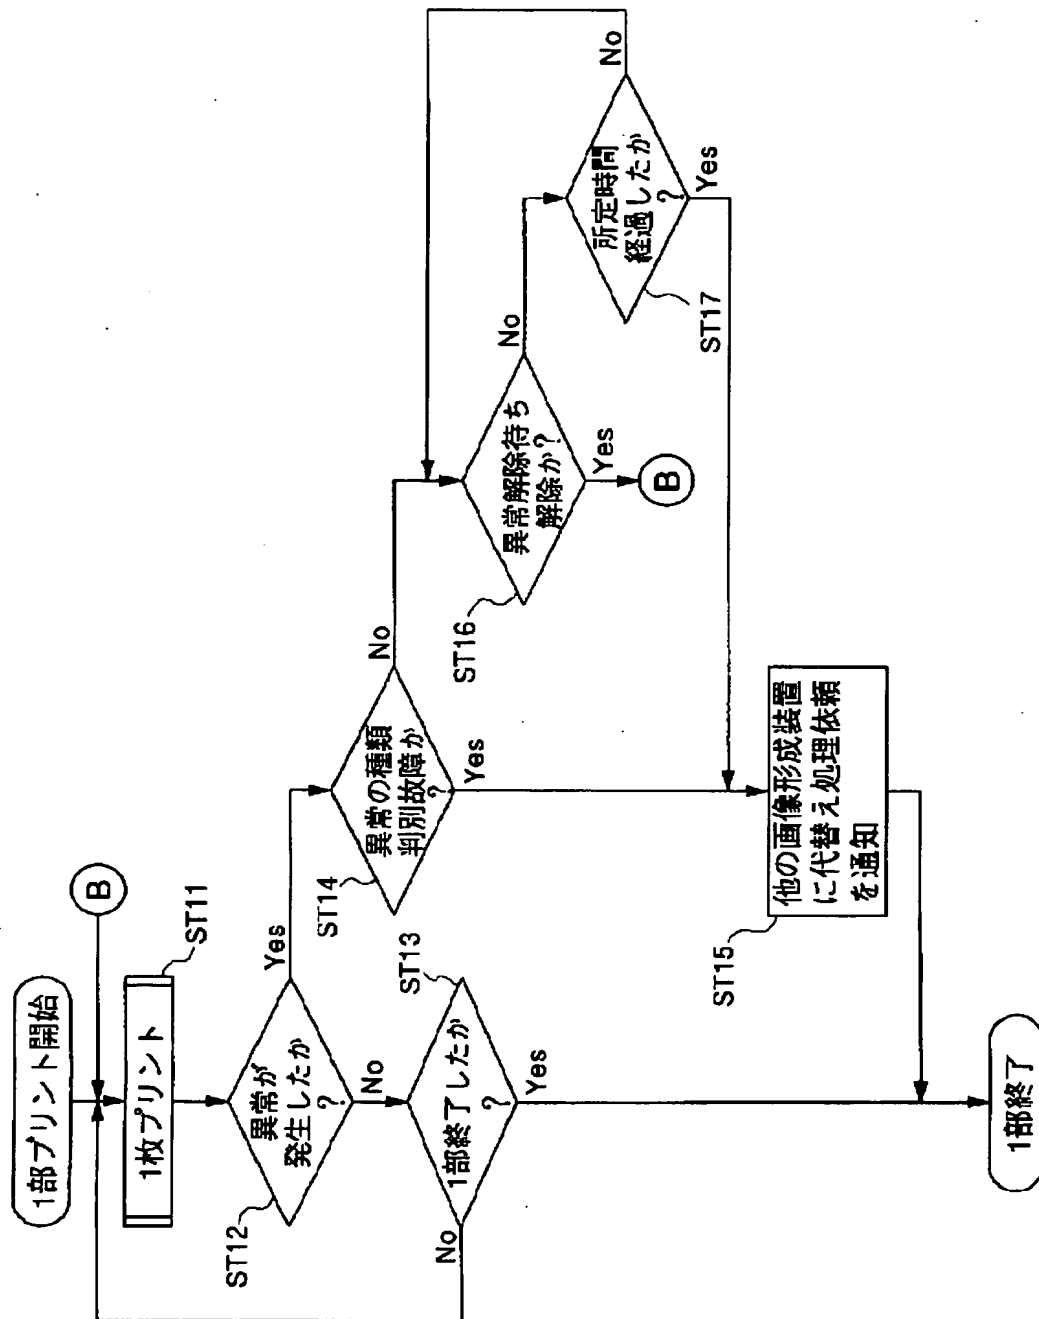 1部プリント開始
B
1枚プリント
ST11
異常が
発生したか
?
ST12
Yes
No
1部終了したか
?
ST13
No
Yes
異常の種類
判別故障か
?
ST14
No
Yes
異常解除待ち
解除か?
ST16
No
Yes
B
所定時間
経過したか
?
ST17
No
Yes
他の画像形成装置
に代替え処理依頼
を通知
ST15
1部終了